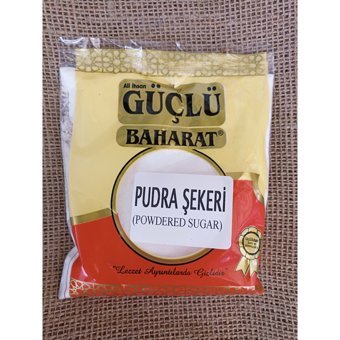 Ali İhsan
GÜÇLÜ
BAHARAT®
PUDRA ŞEKERİ
(POWDERED SUGAR)
"Lezzet Ayrıntılarda Gizlidir"